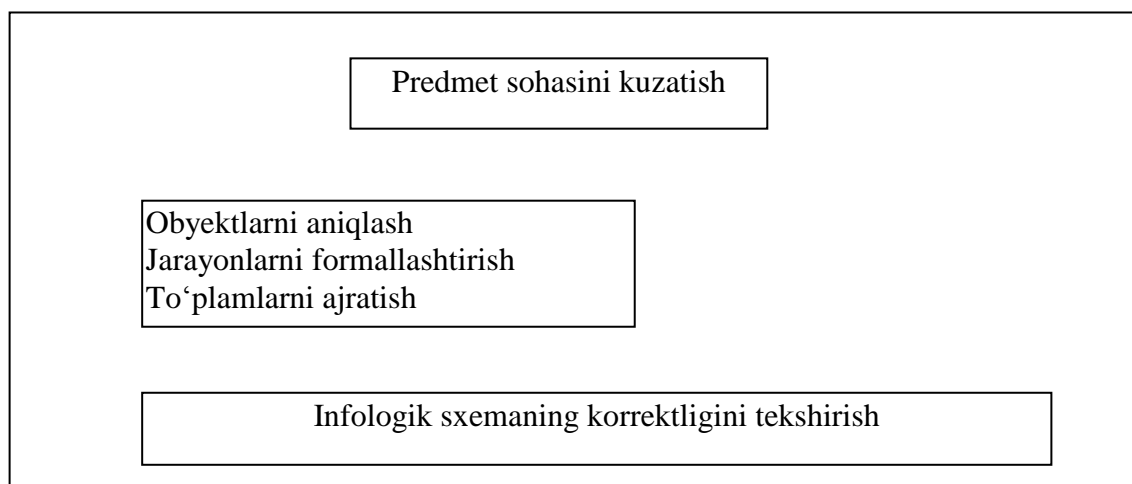 Predmet sohasini kuzatish
Obyektlarni aniqlash
Jarayonlarni formallashtirish
To‘plamlarni ajratish
Infologik sxemaning korrektligini tekshirish